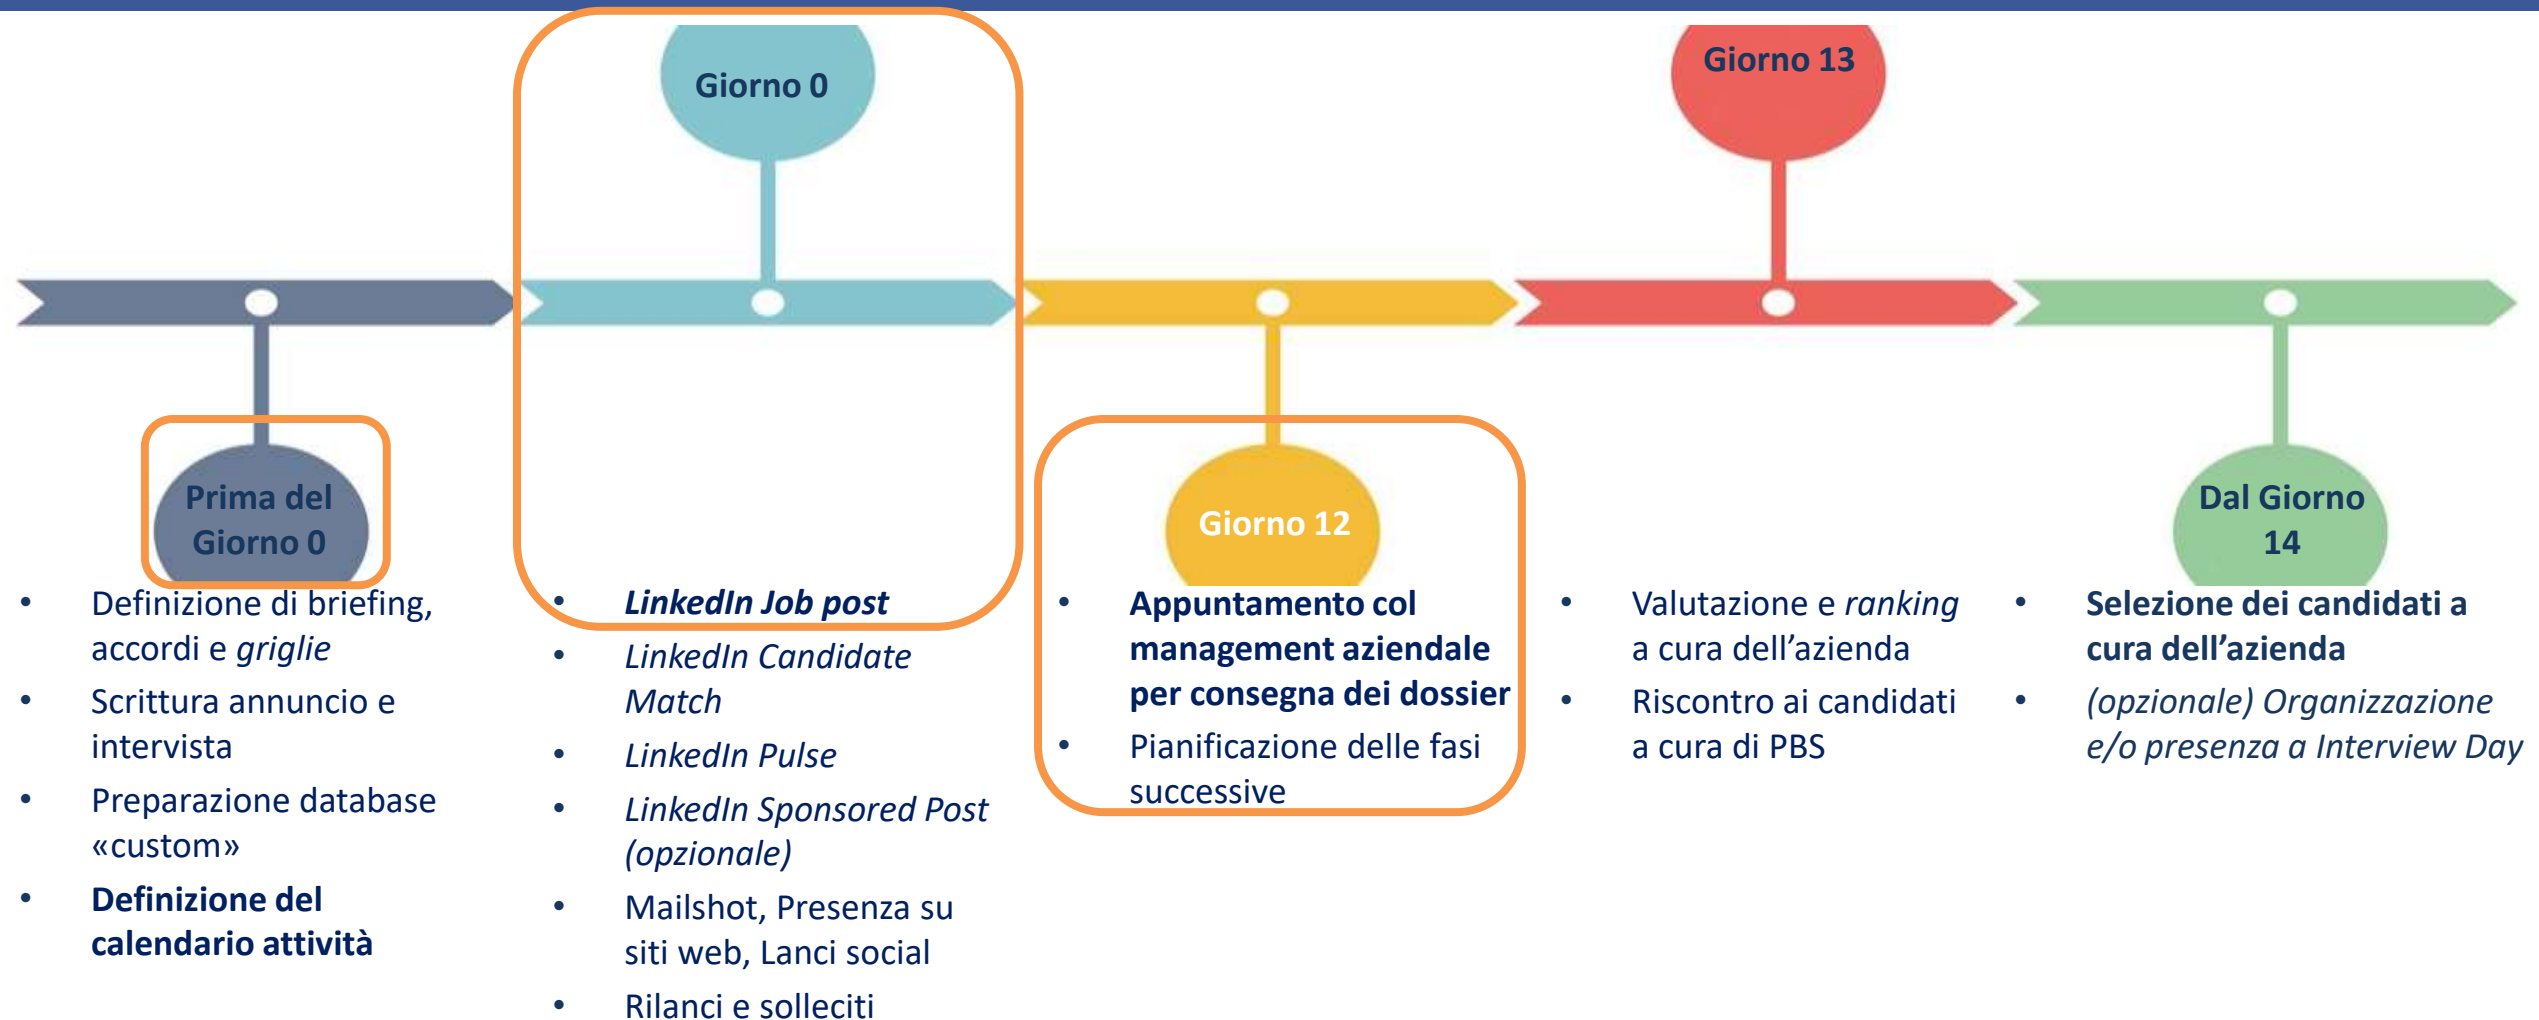 Giorno 0
Giorno 13
Prima del
Giorno 0
Giorno 12
Dal Giorno
14
• Definizione di briefing,
accordi e griglie
• Scrittura annuncio e
intervista
• Preparazione database
«custom»
• Definizione del
calendario attività
• LinkedIn Job post
• LinkedIn Candidate
Match
• LinkedIn Pulse
• LinkedIn Sponsored Post
(opzionale)
• Mailshot, Presenza su
siti web, Lanci social
• Rilanci e solleciti
• Appuntamento col
management aziendale
per consegna dei dossier
• Pianificazione delle fasi
successive
• Valutazione e ranking
a cura dell’azienda
• Riscontro ai candidati
a cura di PBS
• Selezione dei candidati a
cura dell’azienda
• (opzionale) Organizzazione
e/o presenza a Interview Day